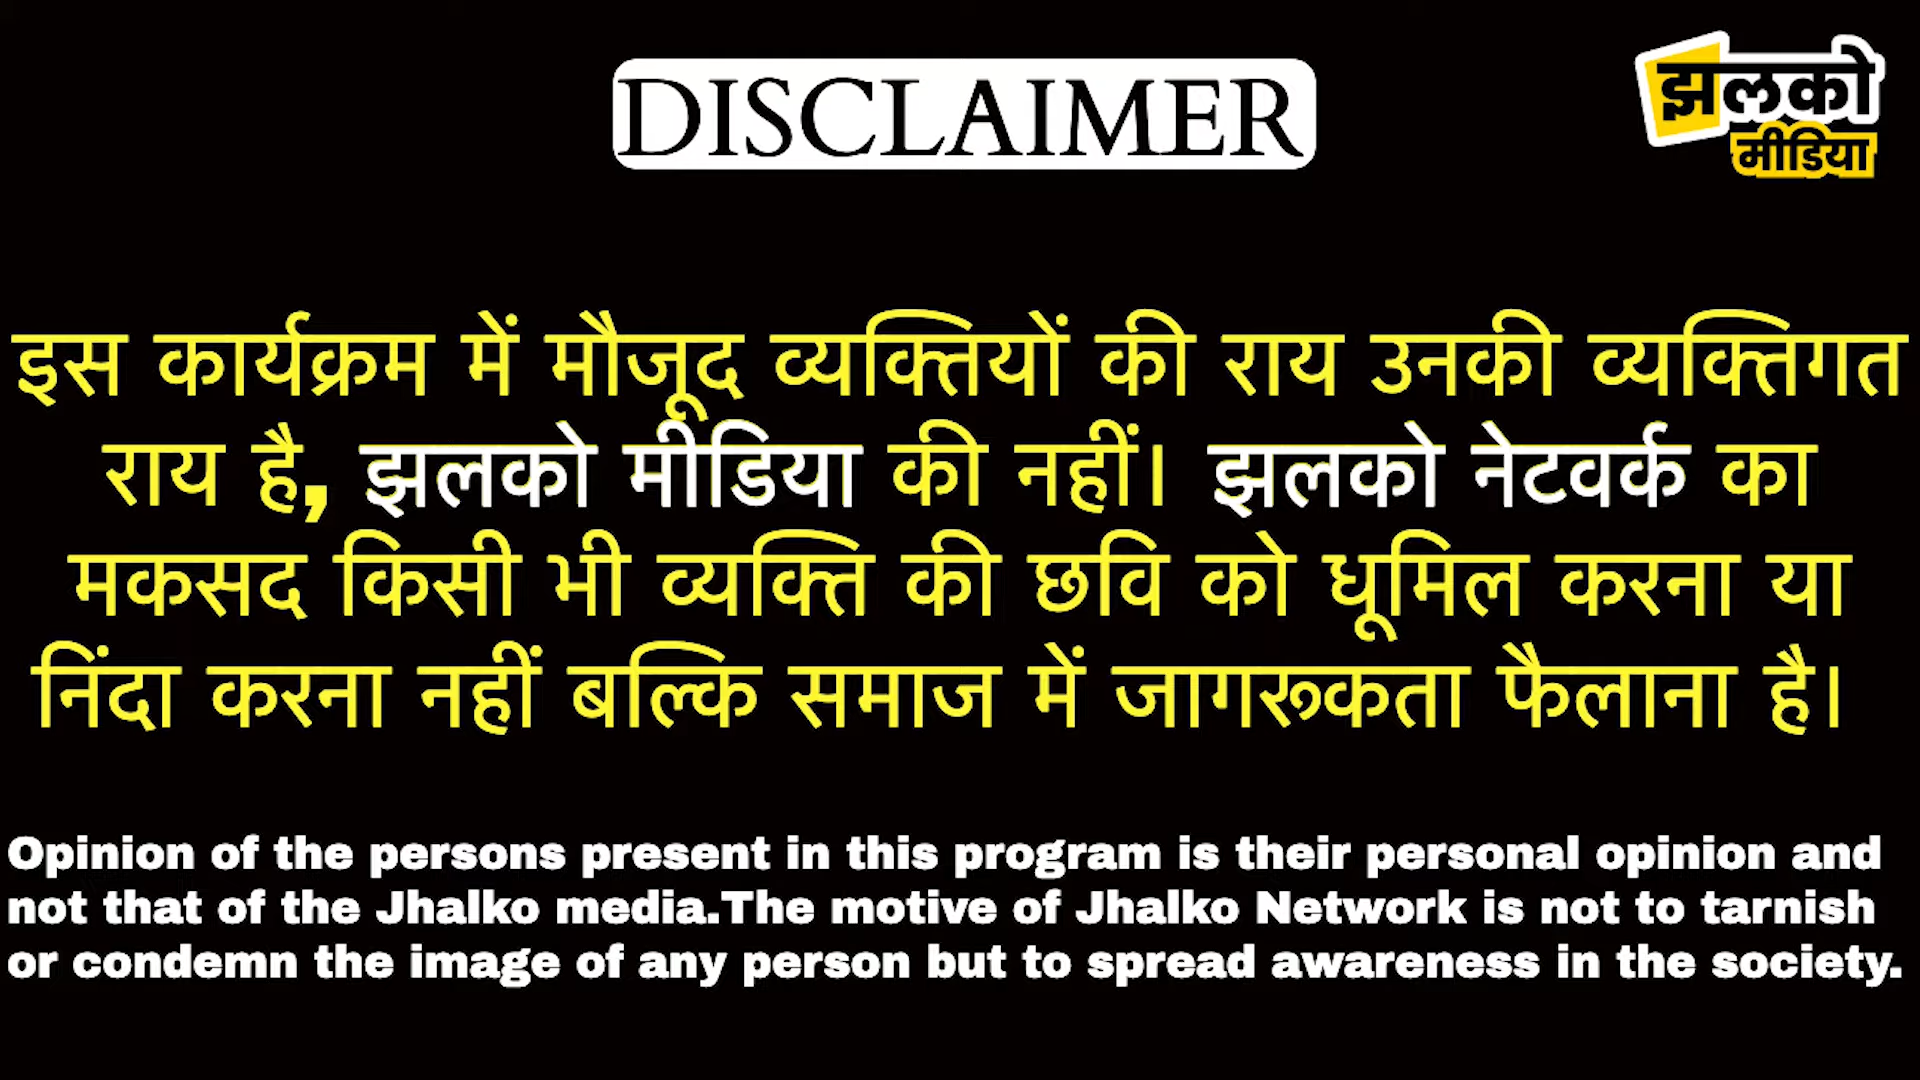 DISCLAIMER
झलको
मीडिया
इस कार्यक्रम में मौजूद व्यक्तियों की राय उनकी व्यक्तिगत
राय है, झलको मीडिया की नहीं। झलको नेटवर्क का
मकसद किसी भी व्यक्ति की छवि को धूमिल करना या
निंदा करना नहीं बल्कि समाज में जागरूकता फैलाना है।
Opinion of the persons present in this program is their personal opinion and
not that of the Jhalko media.The motive of Jhalko Network is not to tarnish
or condemn the image of any person but to spread awareness in the society.